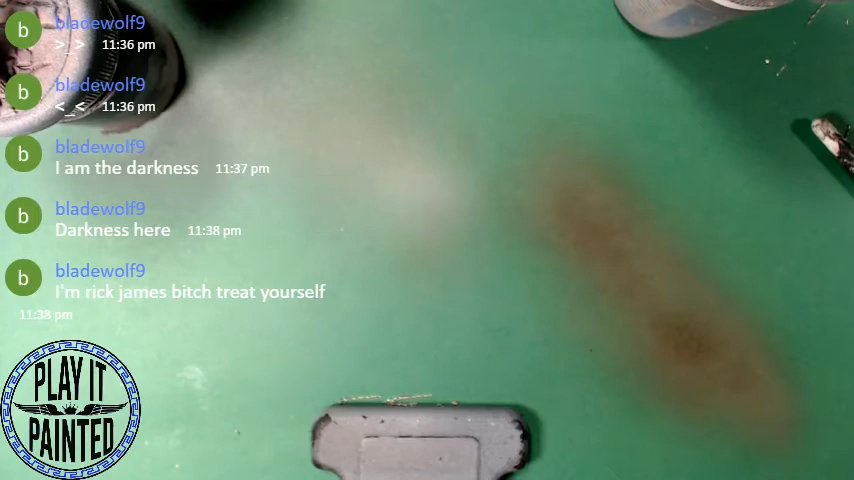 b
bladewolf9
>_> 11:36 pm
b
bladewolf9
<_< 11:36 pm
b
bladewolf9
I am the darkness 11:37 pm
b
bladewolf9
Darkness here 11:38 pm
b
bladewolf9
I'm rick james bitch treat yourself
11:38 pm
PLAY IT
PAINTED